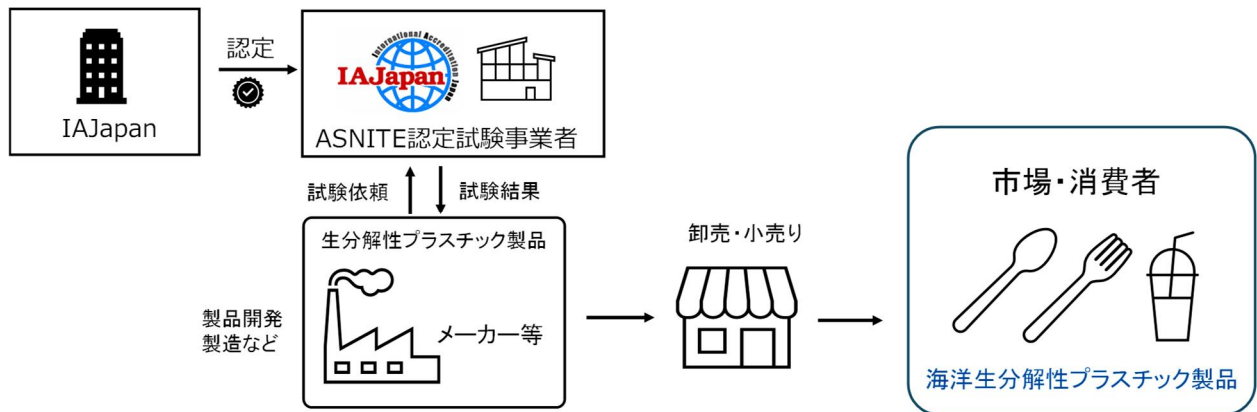 IAJapan
認定
International Accreditation Japan
IAJapan
ASNITE認定試験事業者
試験依頼
試験結果
生分解性プラスチック製品
製品開発
製造など
メーカー等
卸売・小売り
市場・消費者
海洋生分解性プラスチック製品